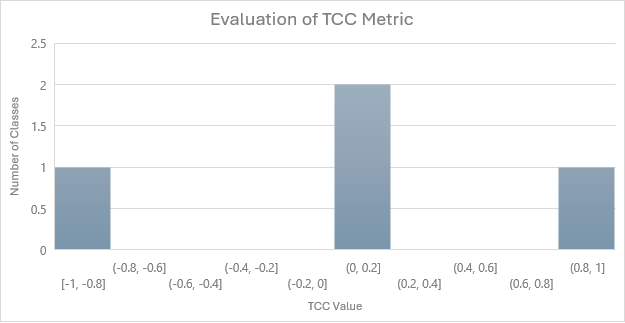 Evaluation of TCC Metric
2.5
2
1.5
1
0.5
0
Number of Classes
(-0.8, -0.6] (-0.4, -0.2] (0, 0.2] (0.4, 0.6] (0.8, 1]
[-1, -0.8] (-0.6, -0.4] (-0.2, 0] (0.2, 0.4] (0.6, 0.8]
TCC Value